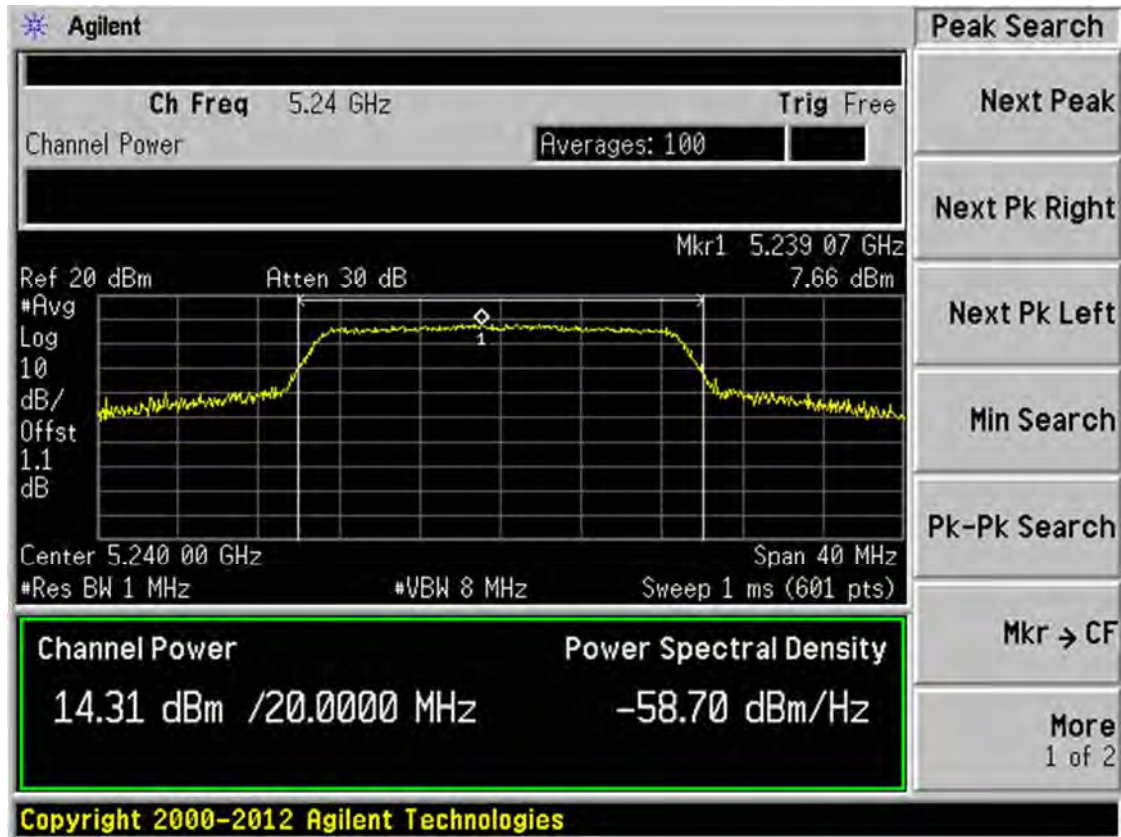 Agilent
Peak Search
Ch Freq 5.24 GHz Trig Free
Channel Power Averages: 100
Mkr1 5.239 07 GHz
Ref 20 dBm Atten 30 dB 7.66 dBm
#Avg
Log
10
dB/
Offst
1.1
dB
1
Center 5.240 00 GHz Span 40 MHz
#Res BW 1 MHz #VBW 8 MHz Sweep 1 ms (601 pts)
Channel Power Power Spectral Density
14.31 dBm /20.0000 MHz -58.70 dBm/Hz
Next Peak
Next Pk Right
Next Pk Left
Min Search
Pk-Pk Search
Mkr → CF
More
1 of 2
Copyright 2000-2012 Agilent Technologies